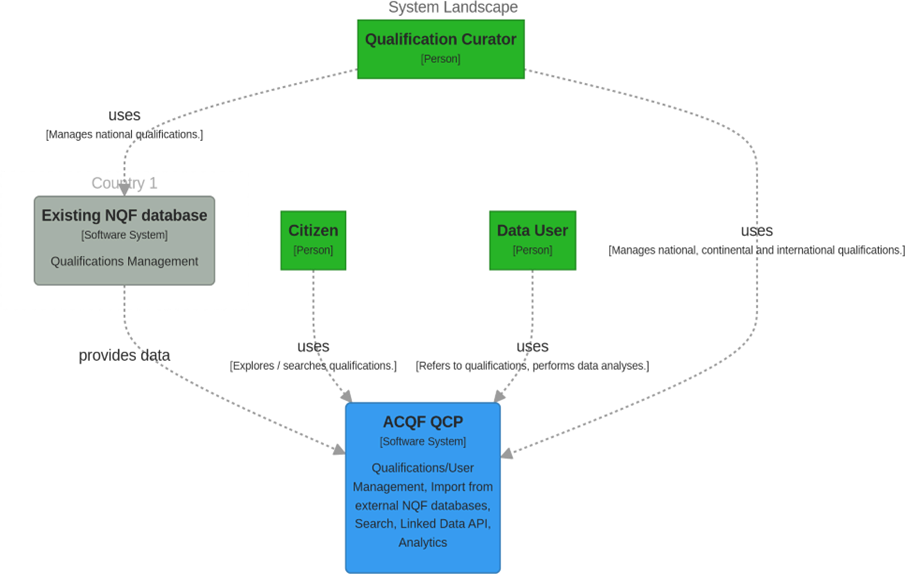 System Landscape
Qualification Curator
[Person]
uses
[Manages national qualifications.]
Country 1
Existing NQF database
[Software System]
Qualifications Management
Citizen
[Person]
Data User
[Person]
uses
[Manages national, continental and international qualifications.]
provides data
uses
[Explores / searches qualifications.]
uses
[Refers to qualifications, performs data analyses.]
ACQF QCP
[Software System]
Qualifications/User
Management, Import from
external NQF databases,
Search, Linked Data API,
Analytics